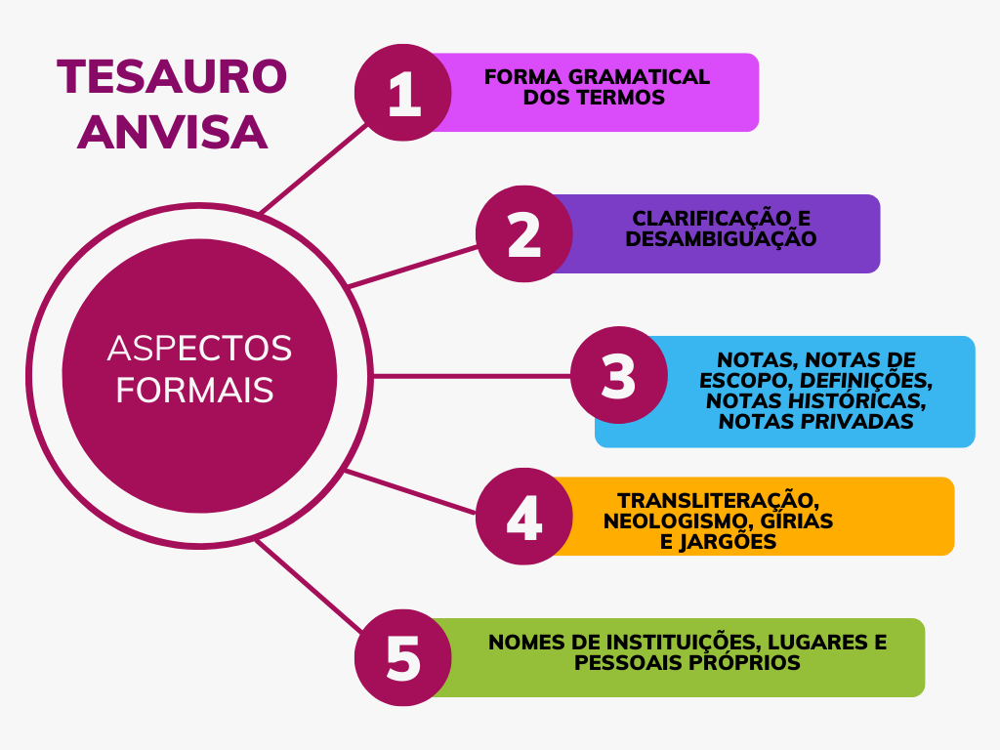 TESAURO
ANVISA
ASPECTOS
FORMAIS
1
FORMA GRAMATICAL
DOS TERMOS
2
CLARIFICAÇÃO E
DESAMBIGUAÇÃO
3
NOTAS, NOTAS DE
ESCOPO, DEFINIÇÕES,
NOTAS HISTÓRICAS,
NOTAS PRIVADAS
4
TRANSLITERAÇÃO,
NEOLOGISMO, GÍRIAS
E JARGÕES
5
NOMES DE INSTITUIÇÕES, LUGARES E
PESSOAIS PRÓPRIOS